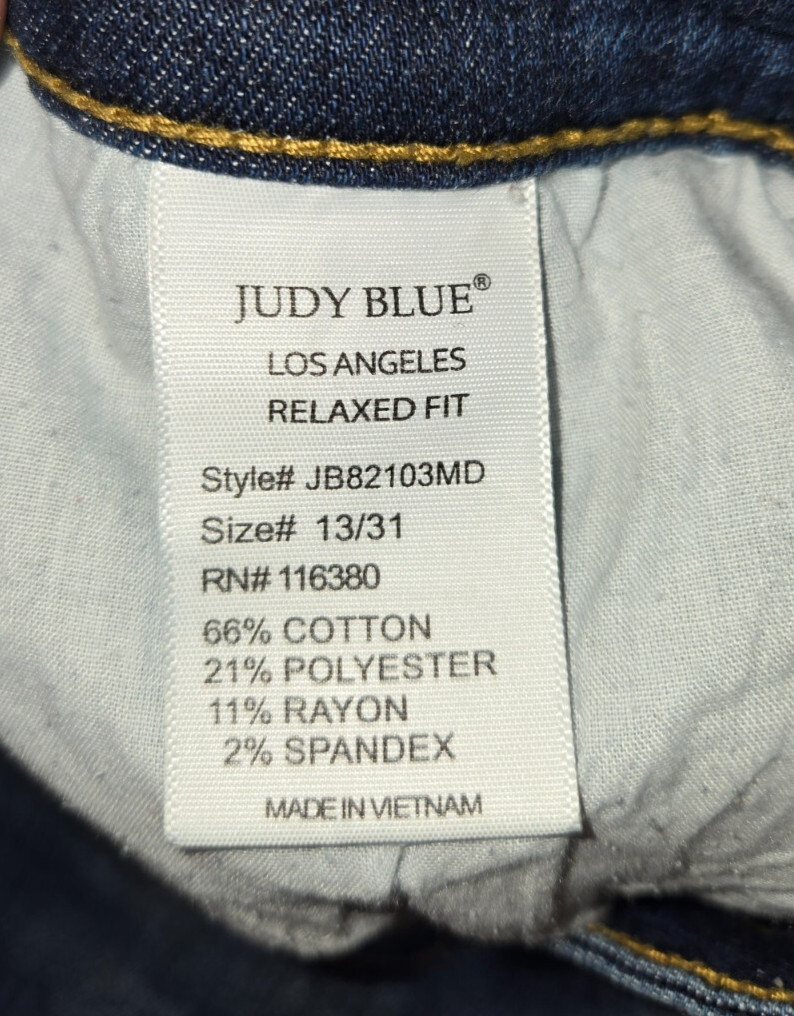 JUDY BLUE®
LOS ANGELES
RELAXED FIT
Style# JB82103MD
Size# 13/31
RN# 116380
66% COTTON
21% POLYESTER
11% RAYON
2% SPANDEX
MADE IN VIETNAM